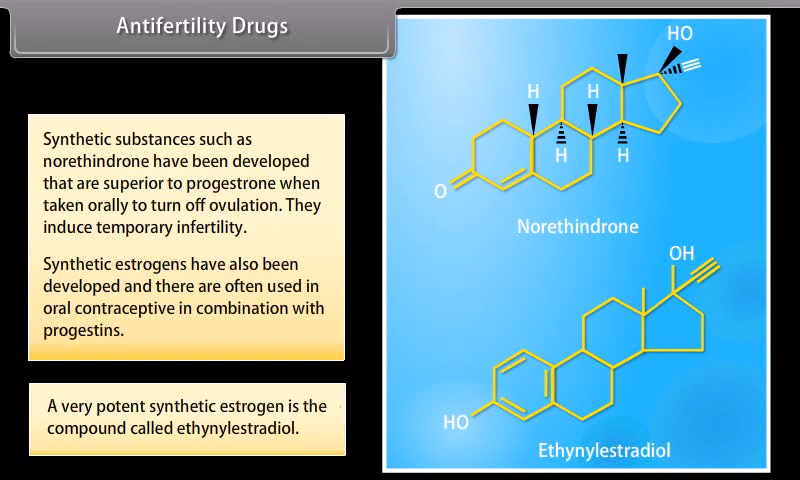 Antifertility Drugs
Synthetic substances such as
norethindrone have been developed
that are superior to progestrone when
taken orally to turn off ovulation. They
induce temporary infertility.
Synthetic estrogens have also been
developed and there are often used in
oral contraceptive in combination with
progestins.
A very potent synthetic estrogen is the
compound called ethynylestradiol.
HO
H H
H H
O
Norethindrone
OH
HO
Ethynylestradiol